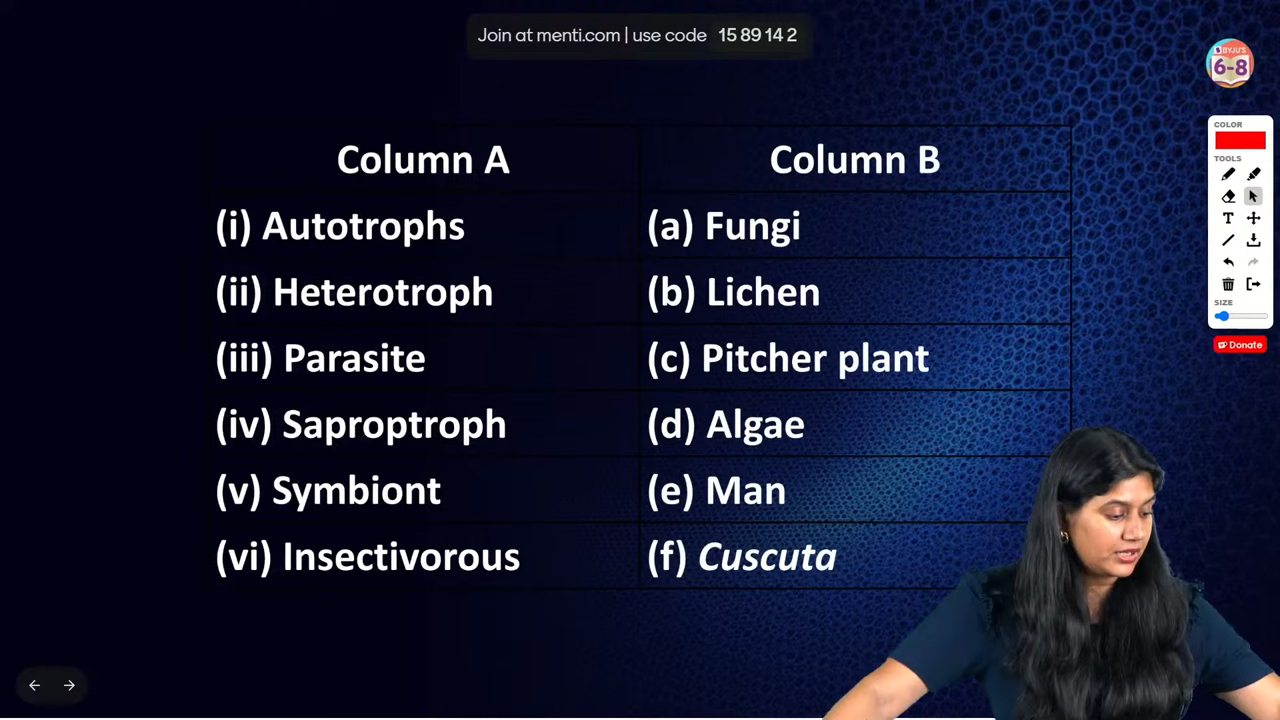 Join at menti.com | use code 15 89 14 2
BYJU'S
6-8
COLOR
TOOLS
T
SIZE
Donate
Column A Column B
(i) Autotrophs (a) Fungi
(ii) Heterotroph (b) Lichen
(iii) Parasite (c) Pitcher plant
(iv) Saproptroph (d) Algae
(v) Symbiont (e) Man
(vi) Insectivorous (f) Cuscuta